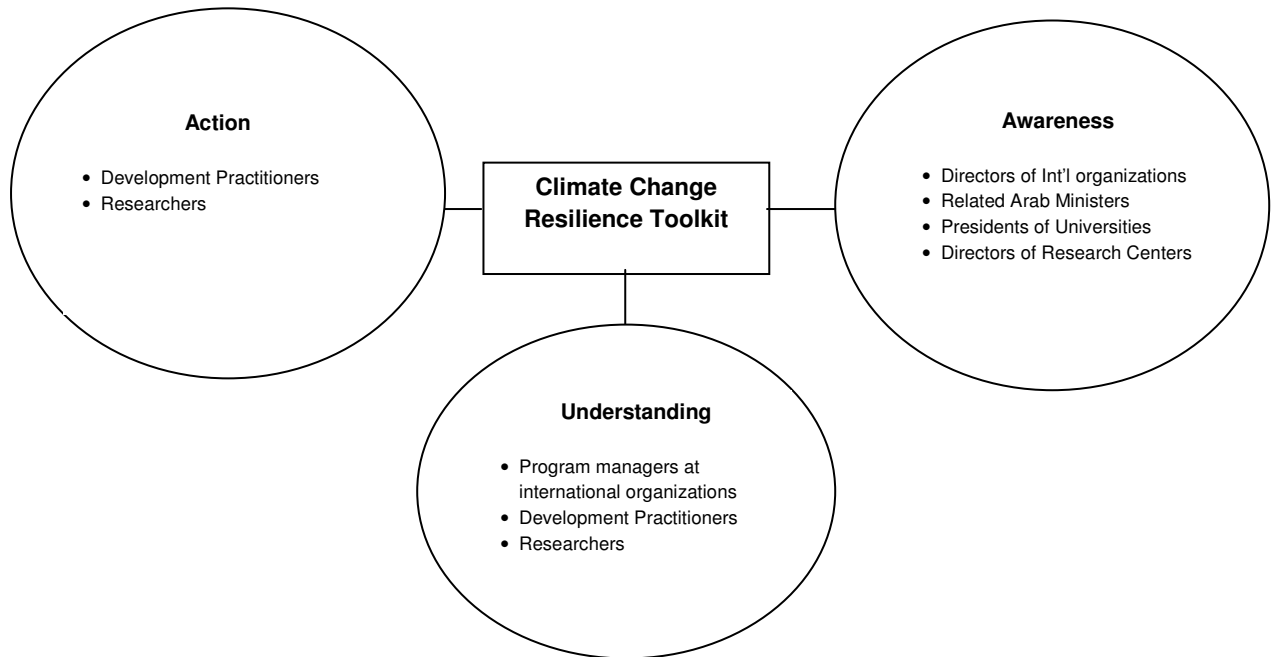 Action
• Development Practitioners
• Researchers
Climate Change
Resilience Toolkit
Awareness
• Directors of Int'l organizations
• Related Arab Ministers
• Presidents of Universities
• Directors of Research Centers
Understanding
• Program managers at
international organizations
• Development Practitioners
• Researchers